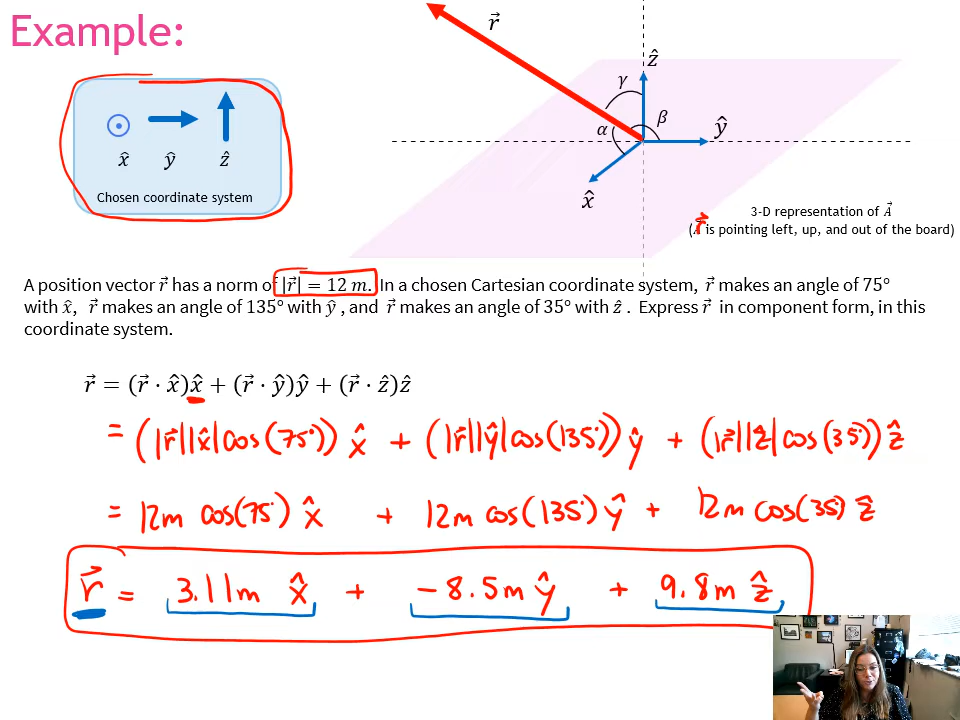 Example:
r⃗
ẑ
γ
β
α
ŷ
x̂
x̂ ŷ ẑ
Chosen coordinate system
3-D representation of A⃗
(r⃗ is pointing left, up, and out of the board)
A position vector r⃗ has a norm of |r⃗| = 12 m. In a chosen Cartesian coordinate system, r⃗ makes an angle of 75°
with x̂, r⃗ makes an angle of 135° with ŷ , and r⃗ makes an angle of 35° with ẑ . Express r⃗ in component form, in this
coordinate system.
r⃗ = (r⃗ · x̂)x̂ + (r⃗ · ŷ)ŷ + (r⃗ · ẑ)ẑ
= (|r⃗||x̂|cos(75°)) x̂ + (|r⃗||ŷ|cos(135°)) ŷ + (|r⃗||ẑ|cos(35°)) ẑ
= 12m cos(75°) x̂ + 12m cos(135°) ŷ + 12m cos(35°) ẑ
r⃗ = 3.11m x̂ + -8.5m ŷ + 9.8m ẑ